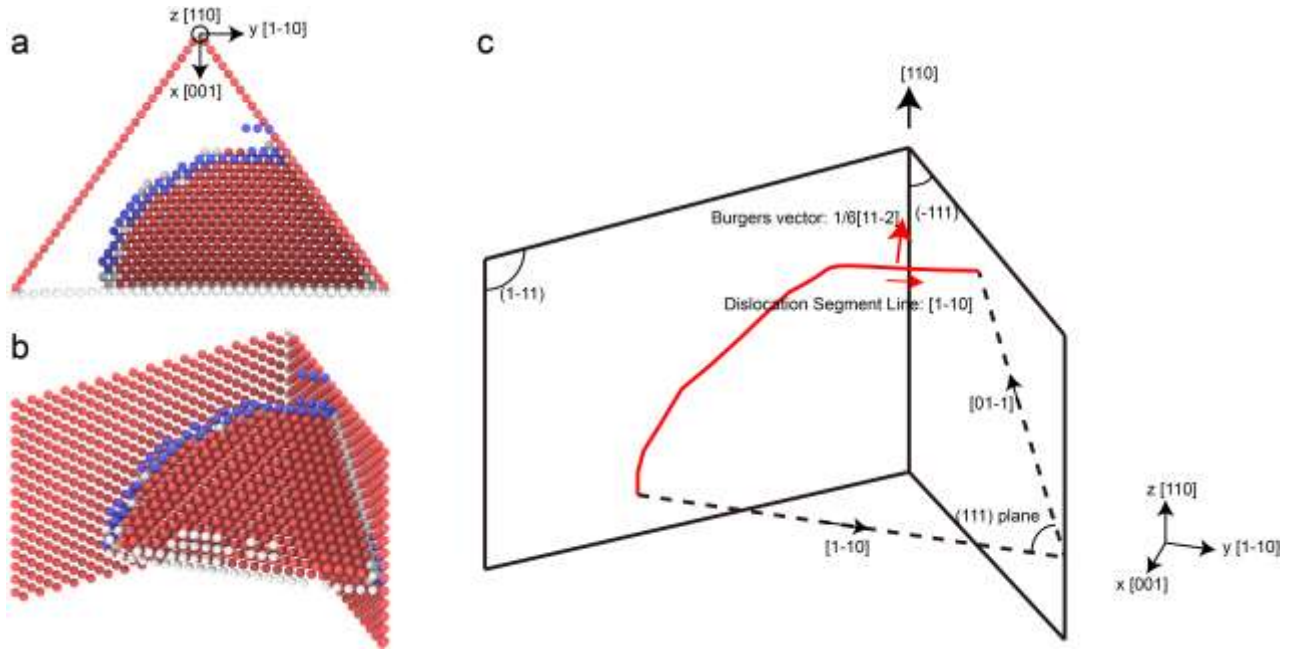 a
z [110]
y [1-10]
x [001]
b
c
[110]
Burgers vector: 1/6[11-2]
(-111)
(1-11)
Dislocation Segment Line: [1-10]
[01-1]
(111) plane
[1-10]
z [110]
y [1-10]
x [001]